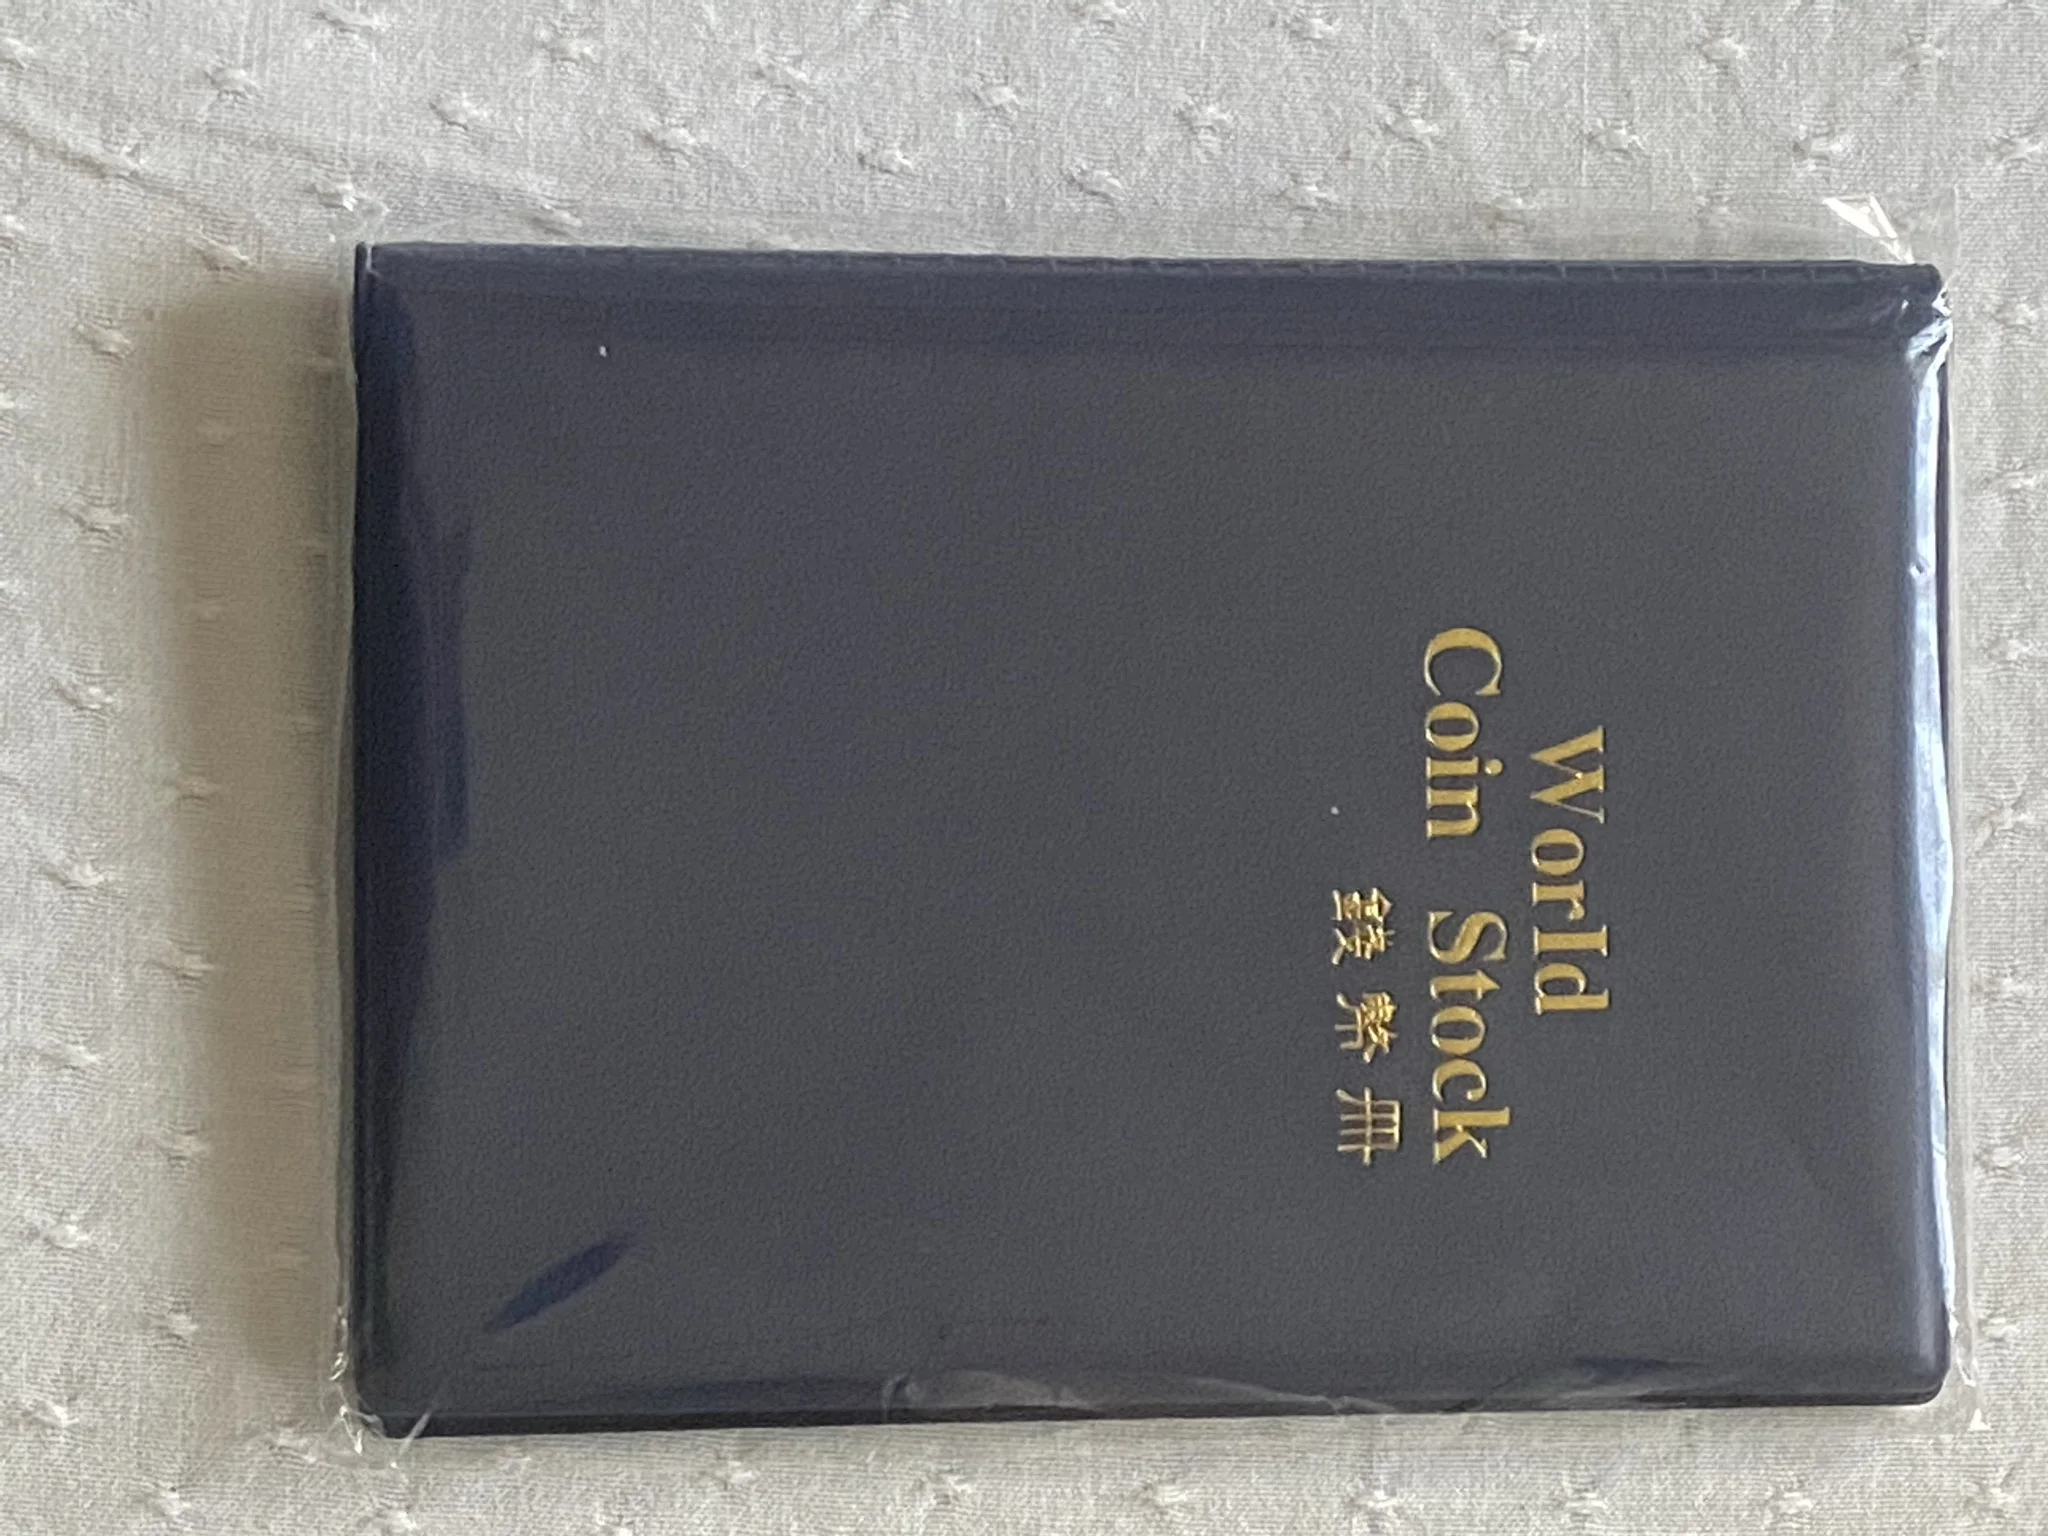 World
Coin Stock
錢幣冊